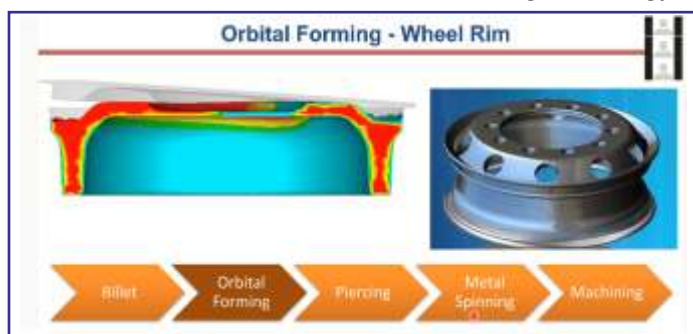 Orbital Forming - Wheel Rim
Billet
Orbital
Forming
Piercing
Metal
Spinning
Machining